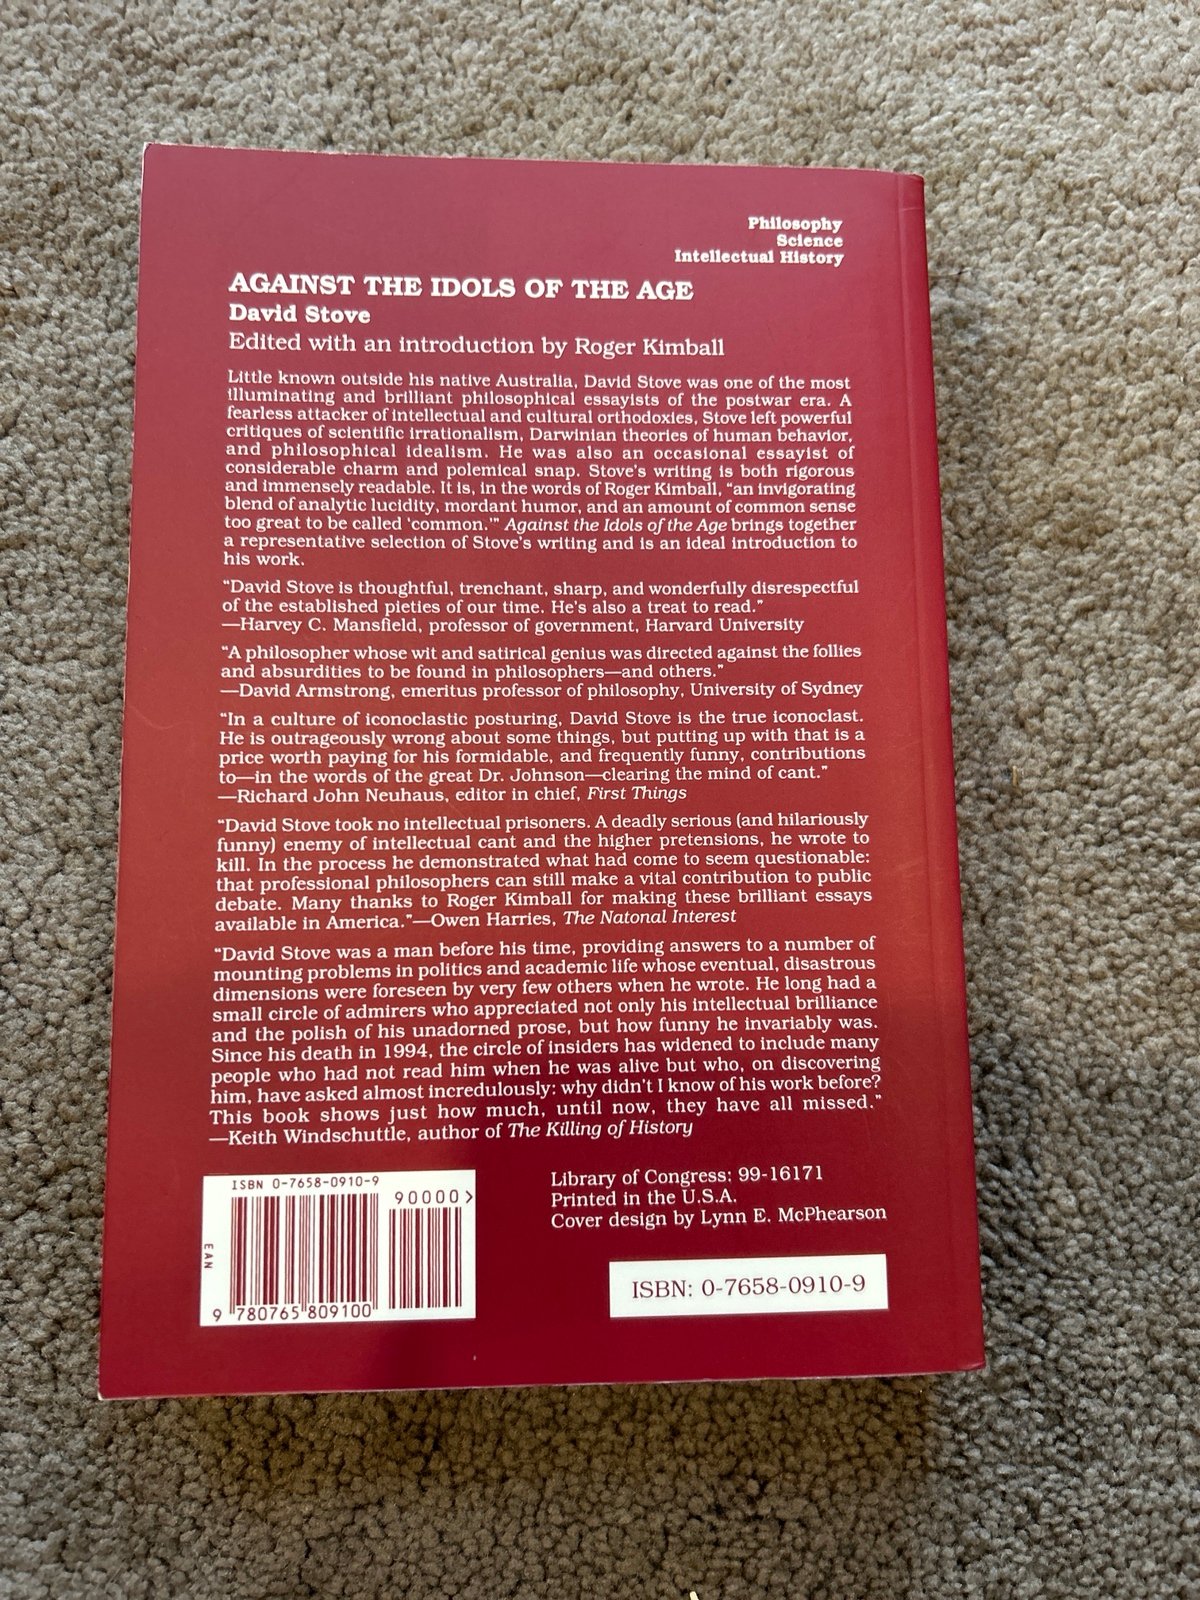 Philosophy
Science
Intellectual History
AGAINST THE IDOLS OF THE AGE
David Stove
Edited with an introduction by Roger Kimball
Little known outside his native Australia, David Stove was one of the most
illuminating and brilliant philosophical essayists of the postwar era. A
fearless attacker of intellectual and cultural orthodoxies, Stove left powerful
critiques of scientific irrationalism, Darwinian theories of human behavior,
and philosophical idealism. He was also an occasional essayist of
considerable charm and polemical snap. Stove's writing is both rigorous
and immensely readable. It is, in the words of Roger Kimball, "an invigorating
blend of analytic lucidity, mordant humor, and an amount of common sense
too great to be called 'common.'" Against the Idols of the Age brings together
a representative selection of Stove's writing and is an ideal introduction to
his work.
"David Stove is thoughtful, trenchant, sharp, and wonderfully disrespectful
of the established pieties of our time. He's also a treat to read."
—Harvey C. Mansfield, professor of government, Harvard University
"A philosopher whose wit and satirical genius was directed against the follies
and absurdities to be found in philosophers—and others."
—David Armstrong, emeritus professor of philosophy, University of Sydney
"In a culture of iconoclastic posturing, David Stove is the true iconoclast.
He is outrageously wrong about some things, but putting up with that is a
price worth paying for his formidable, and frequently funny, contributions
to—in the words of the great Dr. Johnson—clearing the mind of cant."
—Richard John Neuhaus, editor in chief, First Things
"David Stove took no intellectual prisoners. A deadly serious (and hilariously
funny) enemy of intellectual cant and the higher pretensions, he wrote to
kill. In the process he demonstrated what had come to seem questionable:
that professional philosophers can still make a vital contribution to public
debate. Many thanks to Roger Kimball for making these brilliant essays
available in America."—Owen Harries, The Natonal Interest
"David Stove was a man before his time, providing answers to a number of
mounting problems in politics and academic life whose eventual, disastrous
dimensions were foreseen by very few others when he wrote. He long had a
small circle of admirers who appreciated not only his intellectual brilliance
and the polish of his unadorned prose, but how funny he invariably was.
Since his death in 1994, the circle of insiders has widened to include many
people who had not read him when he was alive but who, on discovering
him, have asked almost incredulously: why didn't I know of his work before?
This book shows just how much, until now, they have all missed."
—Keith Windschuttle, author of The Killing of History
ISBN 0-7658-0910-9
90000>
EAN
9 780765 809100
Library of Congress: 99-16171
Printed in the U.S.A.
Cover design by Lynn E. McPhearson
ISBN: 0-7658-0910-9